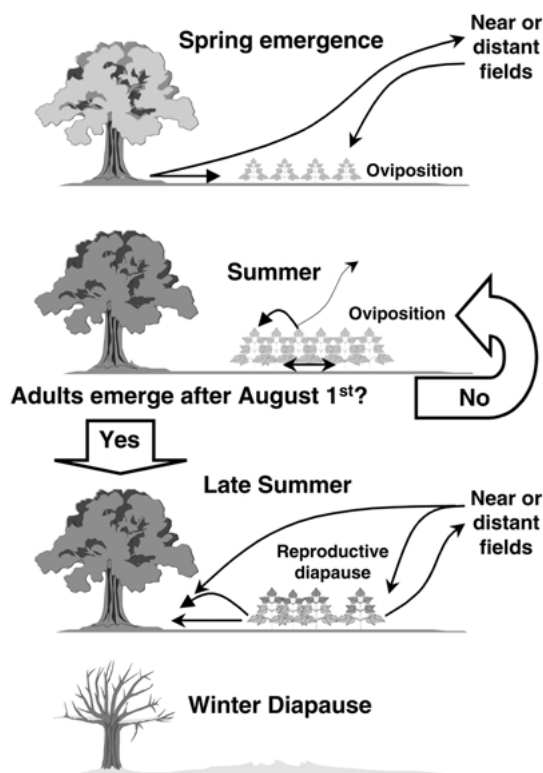 Spring emergence
Near or
distant
fields
Oviposition
Summer
Oviposition
Adults emerge after August 1st?
No
Yes
Late Summer
Near or
distant
fields
Reproductive
diapause
Winter Diapause